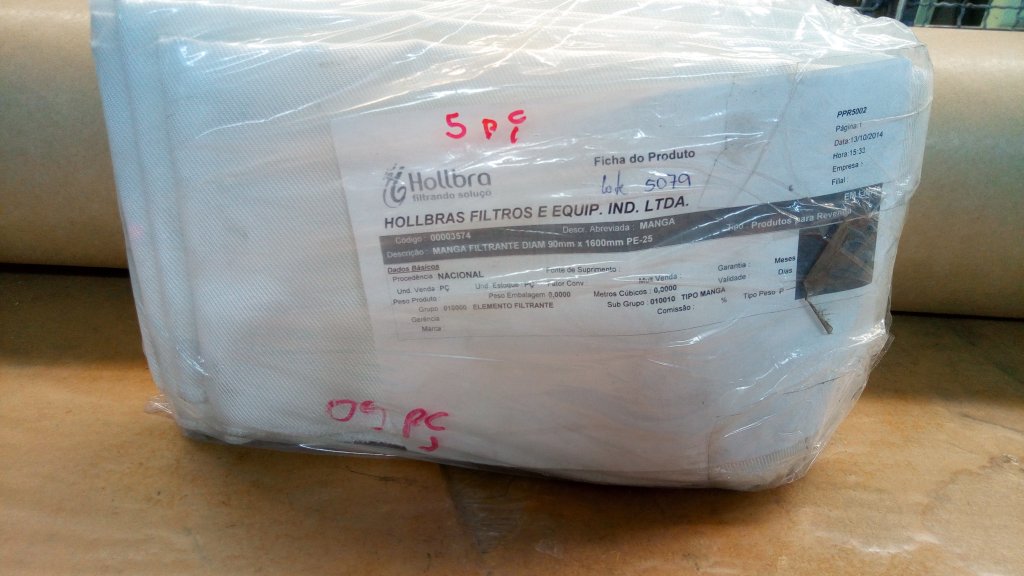 5 pç
PPR5002
Página:1
Data:13/10/2014
Hora:15:33
Empresa :
Filial :
Hollbra
filtrando soluçõ
Ficha do Produto
lote 5079
HOLLBRAS FILTROS E EQUIP. IND. LTDA.
Código : 00003574 Descr. Abreviada : MANGA Tipo : Produtos para Revenda
Descrição : MANGA FILTRANTE DIAM 90mm x 1600mm PE-25
Dados Básicos
Procedência NACIONAL Fonte de Suprimento : Garantia : Meses
Und. Venda PÇ Und. Estoque PÇ Fator Conv Mult Venda : Validade Dias
Peso Produto : Peso Embalagem 0,0000 Metros Cúbicos : 0,0000
Grupo 010000 ELEMENTO FILTRANTE Sub Grupo : 010010 TIPO MANGA Tipo Peso P
Gerência Comissão : %
Marca
05 PÇ